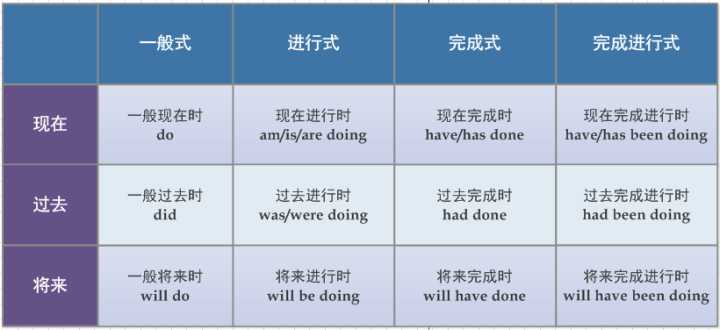 一般式 进行式 完成式 完成进行式
现在 一般现在时 现在进行时 现在完成时 现在完成进行时
do am/is/are doing have/has done have/has been doing
过去 一般过去时 过去进行时 过去完成时 过去完成进行时
did was/were doing had done had been doing
将来 一般将来时 将来进行时 将来完成时 将来完成进行时
will do will be doing will have done will have been doing